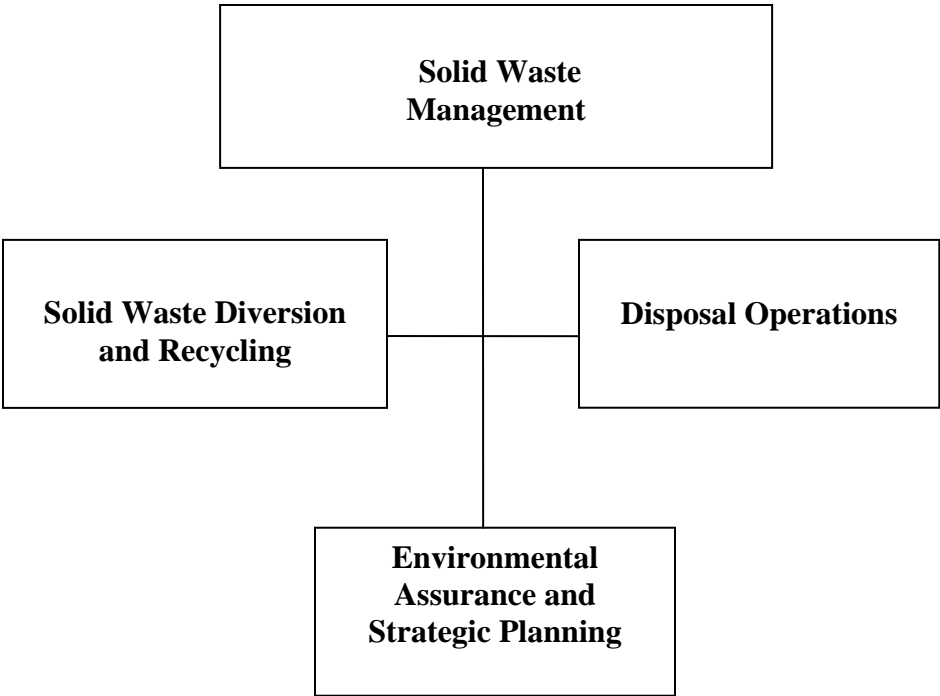 Solid Waste
Management
Solid Waste Diversion
and Recycling
Disposal Operations
Environmental
Assurance and
Strategic Planning